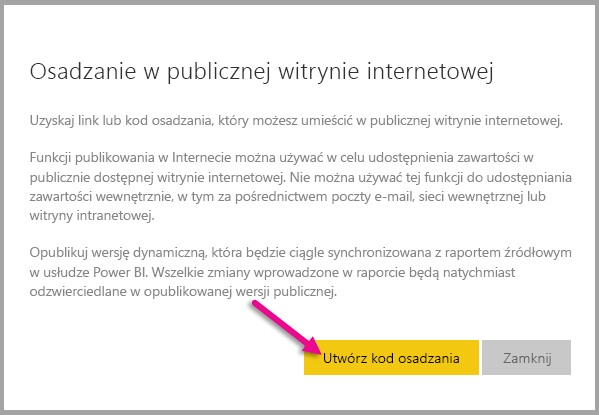 Osadzanie w publicznej witrynie internetowej
Uzyskaj link lub kod osadzania, który możesz umieścić w publicznej witrynie internetowej.
Funkcji publikowania w Internecie można używać w celu udostępnienia zawartości w
publicznie dostępnej witrynie internetowej. Nie można używać tej funkcji do udostępniania
zawartości wewnętrznie, w tym za pośrednictwem poczty e-mail, sieci wewnętrznej lub
witryny intranetowej.
Opublikuj wersję dynamiczną, która będzie ciągle synchronizowana z raportem źródłowym
w usłudze Power BI. Wszelkie zmiany wprowadzone w raporcie będą natychmiast
odzwierciedlane w opublikowanej wersji publicznej.
Utwórz kod osadzania Zamknij